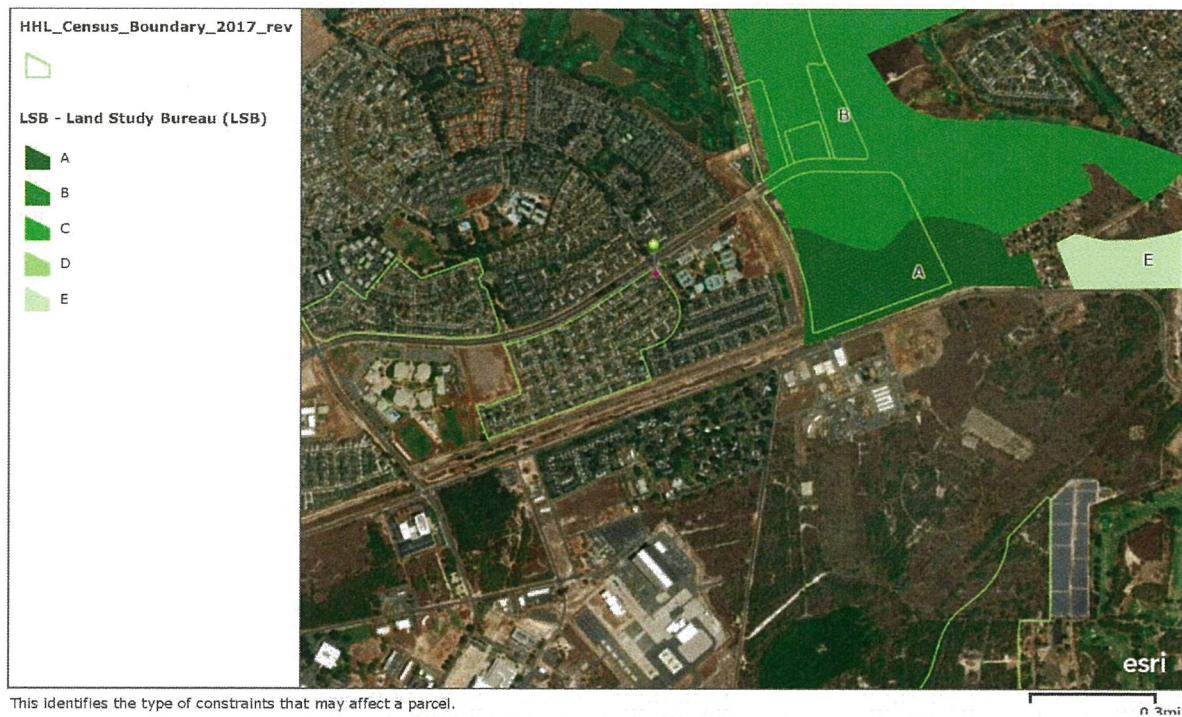 HHL_Census_Boundary_2017_rev
LSB - Land Study Bureau (LSB)
A
B
C
D
E
B
A
E
esri
This identifies the type of constraints that may affect a parcel.
0.3mi